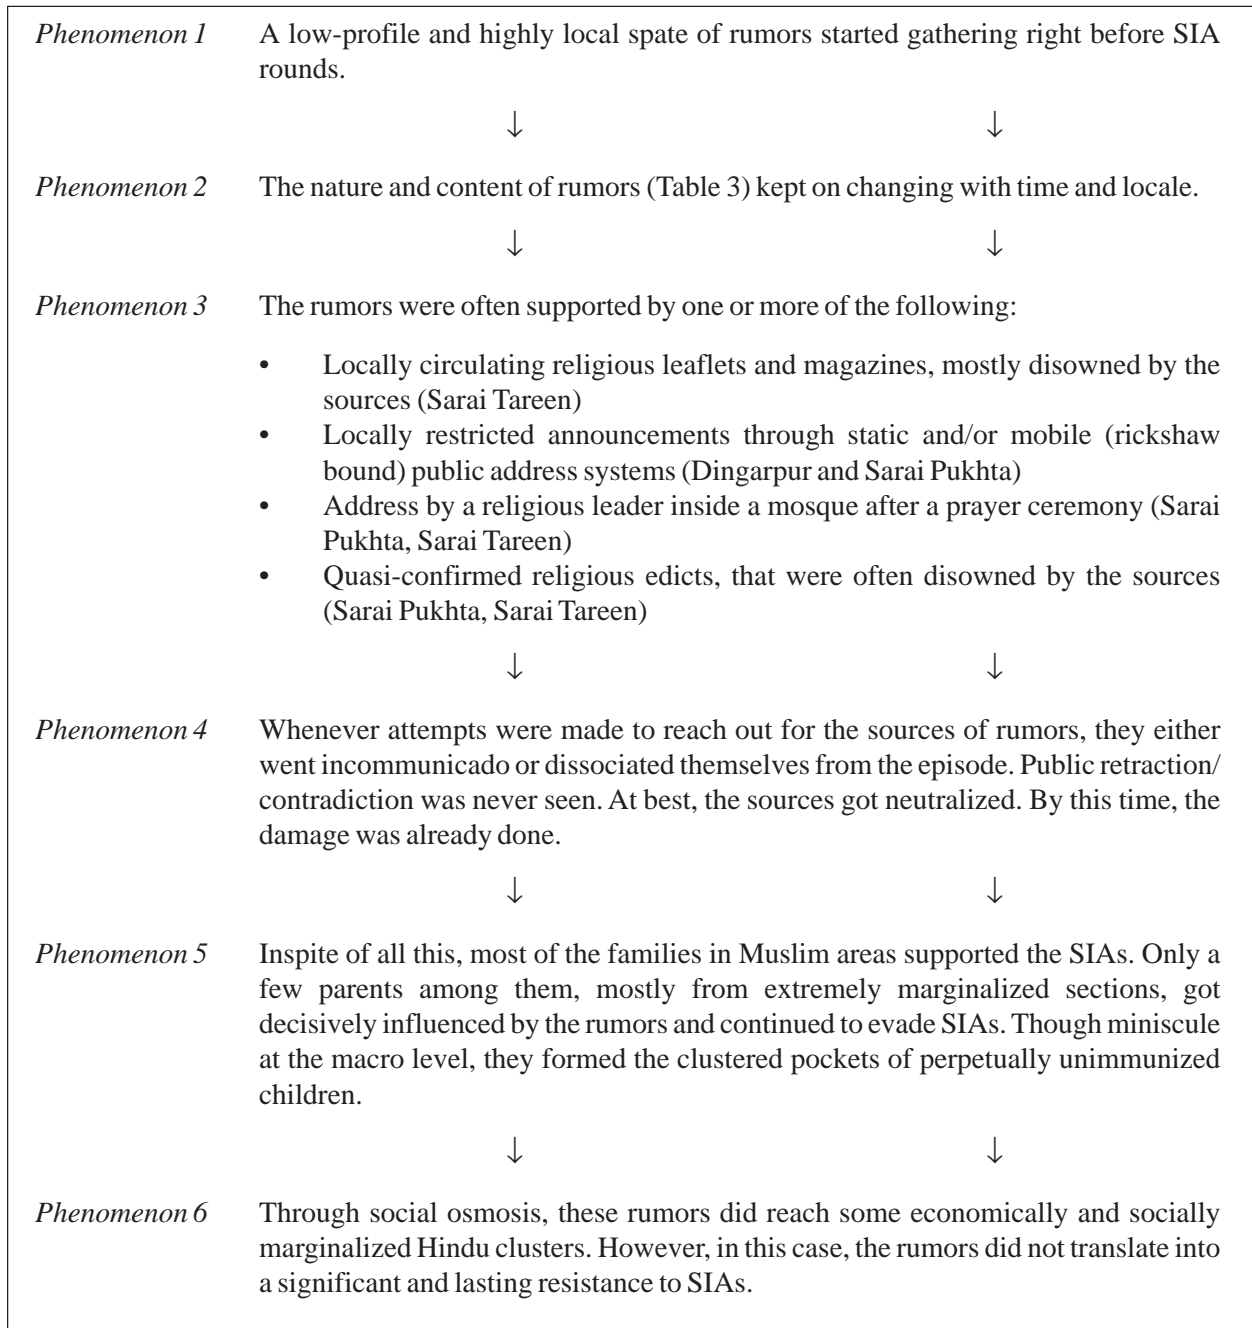 Phenomenon 1 A low-profile and highly local spate of rumors started gathering right before SIA
rounds.
↓ ↓
Phenomenon 2 The nature and content of rumors (Table 3) kept on changing with time and locale.
↓ ↓
Phenomenon 3 The rumors were often supported by one or more of the following:
• Locally circulating religious leaflets and magazines, mostly disowned by the
sources (Sarai Tareen)
• Locally restricted announcements through static and/or mobile (rickshaw
bound) public address systems (Dingarpur and Sarai Pukhta)
• Address by a religious leader inside a mosque after a prayer ceremony (Sarai
Pukhta, Sarai Tareen)
• Quasi-confirmed religious edicts, that were often disowned by the sources
(Sarai Pukhta, Sarai Tareen)
↓ ↓
Phenomenon 4 Whenever attempts were made to reach out for the sources of rumors, they either
went incommunicado or dissociated themselves from the episode. Public retraction/
contradiction was never seen. At best, the sources got neutralized. By this time, the
damage was already done.
↓ ↓
Phenomenon 5 Inspite of all this, most of the families in Muslim areas supported the SIAs. Only a
few parents among them, mostly from extremely marginalized sections, got
decisively influenced by the rumors and continued to evade SIAs. Though miniscule
at the macro level, they formed the clustered pockets of perpetually unimmunized
children.
↓ ↓
Phenomenon 6 Through social osmosis, these rumors did reach some economically and socially
marginalized Hindu clusters. However, in this case, the rumors did not translate into
a significant and lasting resistance to SIAs.